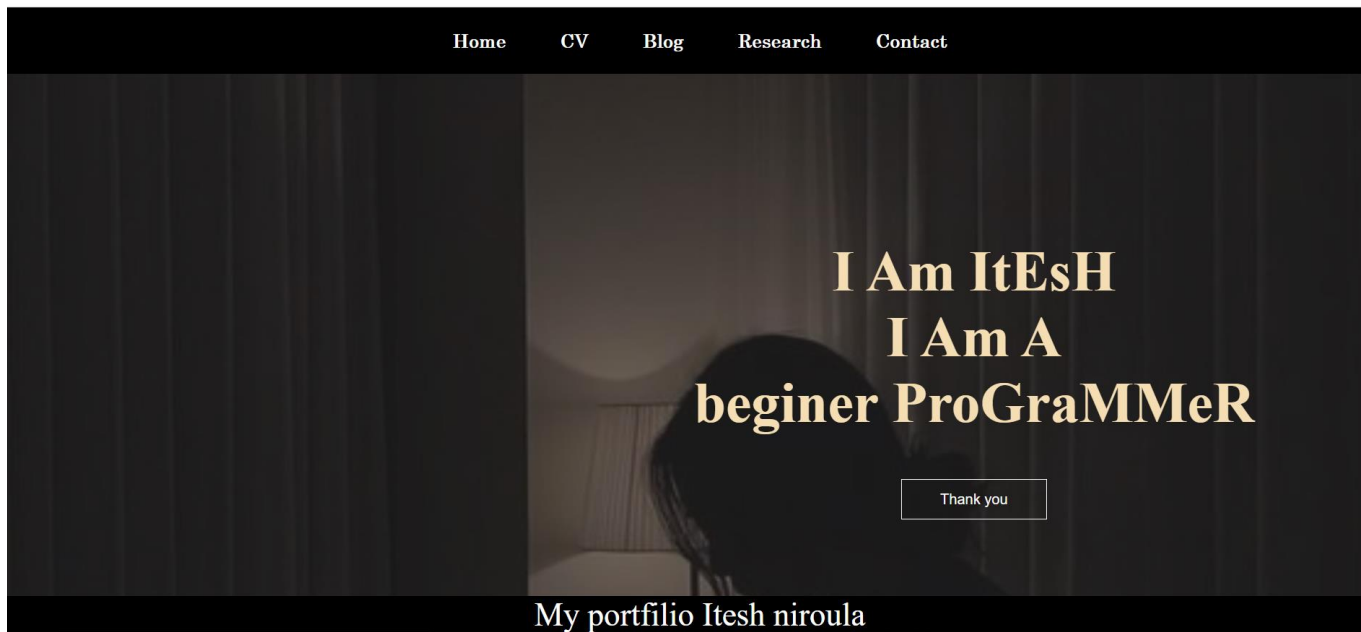 Home CV Blog Research Contact
I Am ItEsH
I Am A
beginer ProGraMMeR
Thank you
My portfilio Itesh niroula